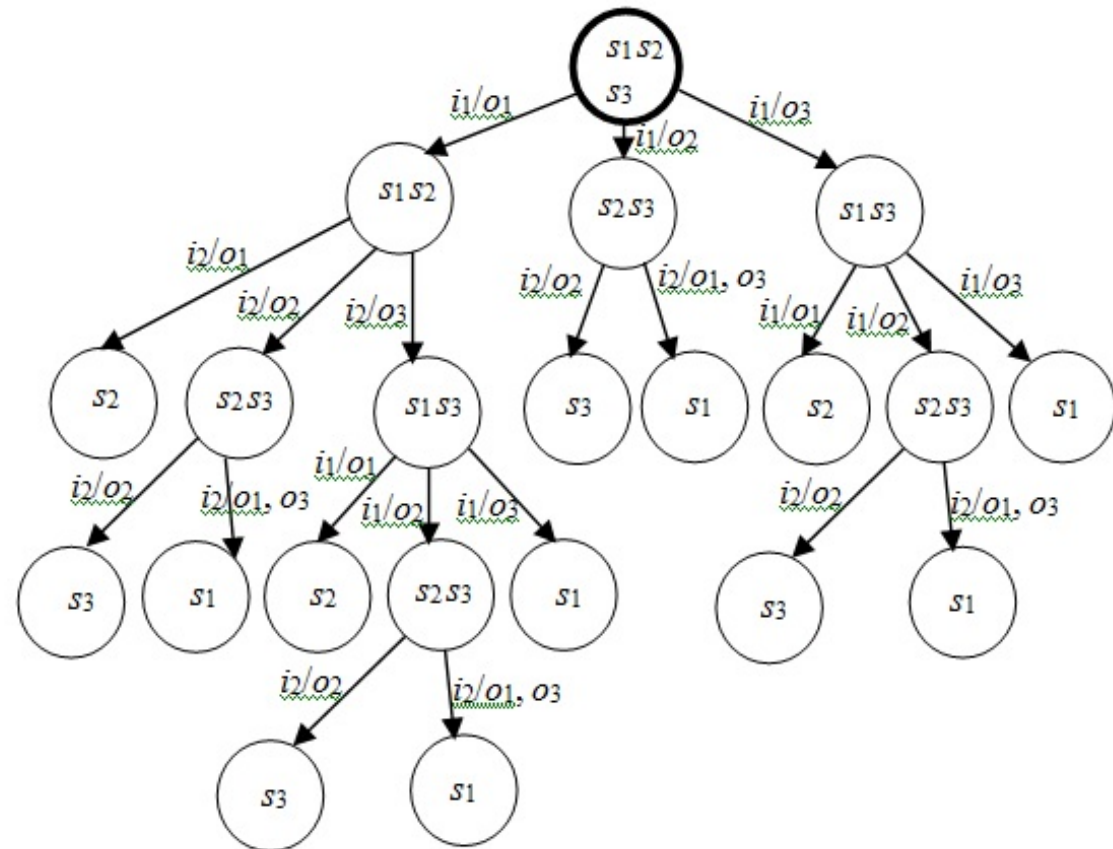 s1 s2
s3
i1/o1
i1/o2
i1/o3
s1 s2
s2 s3
s1 s3
i2/o1
i2/o2
i2/o3
i2/o2
i2/o1, o3
i1/o1
i1/o2
i1/o3
s2
s2 s3
s1 s3
s3
s1
s2
s2 s3
s1
i2/o2
i2/o1, o3
i1/o1
i1/o2
i1/o3
i2/o2
i2/o1, o3
s3
s1
s2
s2 s3
s1
s3
s1
i2/o2
i2/o1, o3
s3
s1